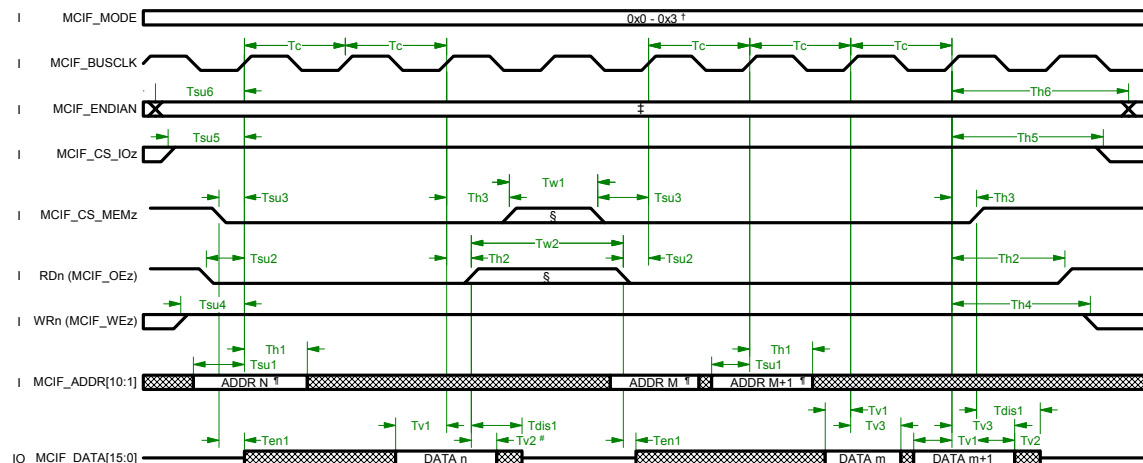 I MCIF_MODE 0x0 - 0x3 †
Tc Tc Tc Tc Tc
I MCIF_BUSCLK
Tsu6 Th6
I MCIF_ENDIAN ‡
Tsu5 Th5
I MCIF_CS_IOz
Tsu3 Th3 Tw1 Tsu3 Th3
I MCIF_CS_MEMz §
Tsu2 Tw2 Th2 Tsu2 Th2
I RDn (MCIF_OEz) §
Tsu4 Th4
I WRn (MCIF_WEz)
Th1 Th1
Tsu1 Tsu1
I MCIF_ADDR[10:1] ADDR N ¶ ADDR M ¶ ADDR M+1 ¶
Tv1 Tdis1 Tv1 Tdis1
Tv3 Tv3
Ten1 Tv2 # Ten1 Tv1 Tv2
IO MCIF_DATA[15:0] DATA n DATA m DATA m+1